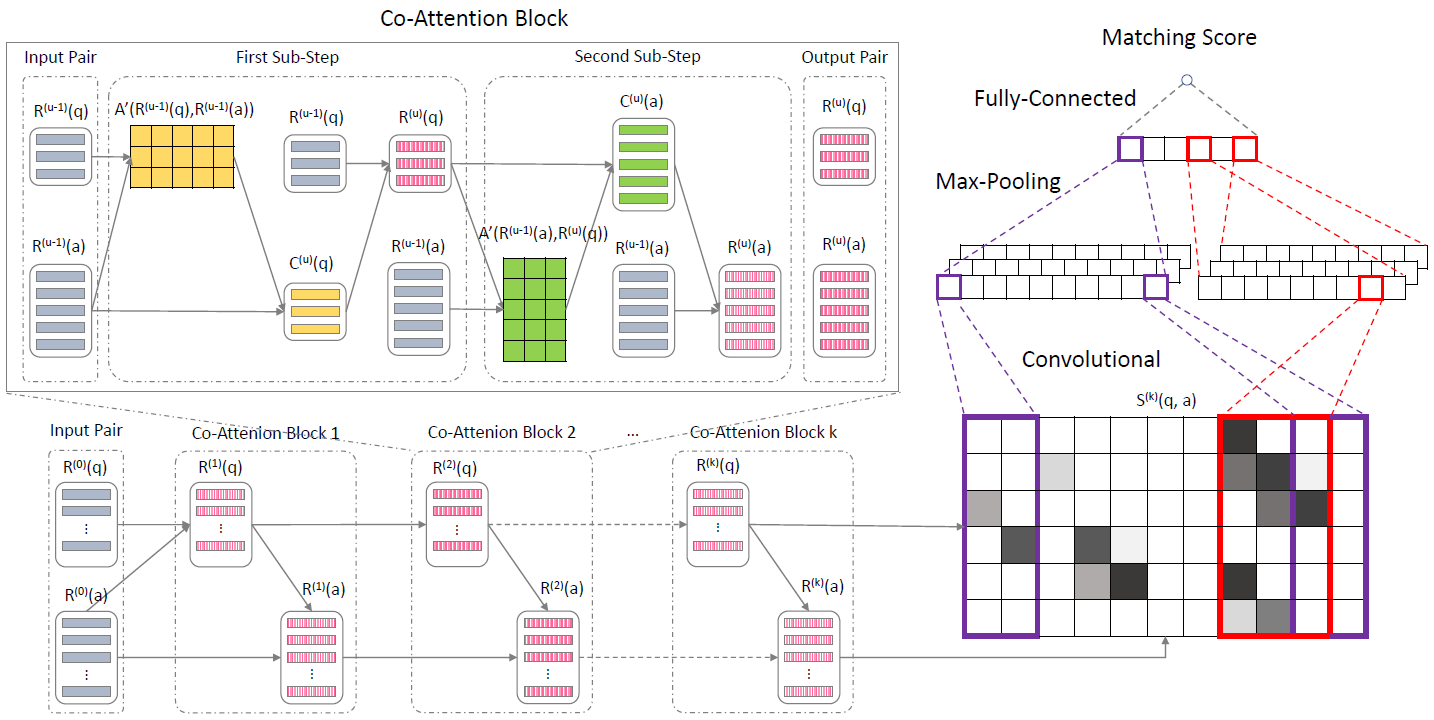 Co-Attention Block
Input Pair
First Sub-Step
Second Sub-Step
Output Pair
R(u-1)(q)
A'(R(u-1)(q),R(u-1)(a))
R(u-1)(q)
R(u)(q)
C(u)(a)
R(u)(q)
R(u-1)(a)
C(u)(q)
R(u-1)(a)
A'(R(u-1)(a),R(u)(q))
R(u-1)(a)
R(u)(a)
R(u)(a)
Input Pair
Co-Attenion Block 1
Co-Attenion Block 2
...
Co-Attenion Block k
R(0)(q)
R(1)(q)
R(2)(q)
R(k)(q)
R(0)(a)
R(1)(a)
R(2)(a)
R(k)(a)
Matching Score
Fully-Connected
Max-Pooling
Convolutional
S(k)(q, a)